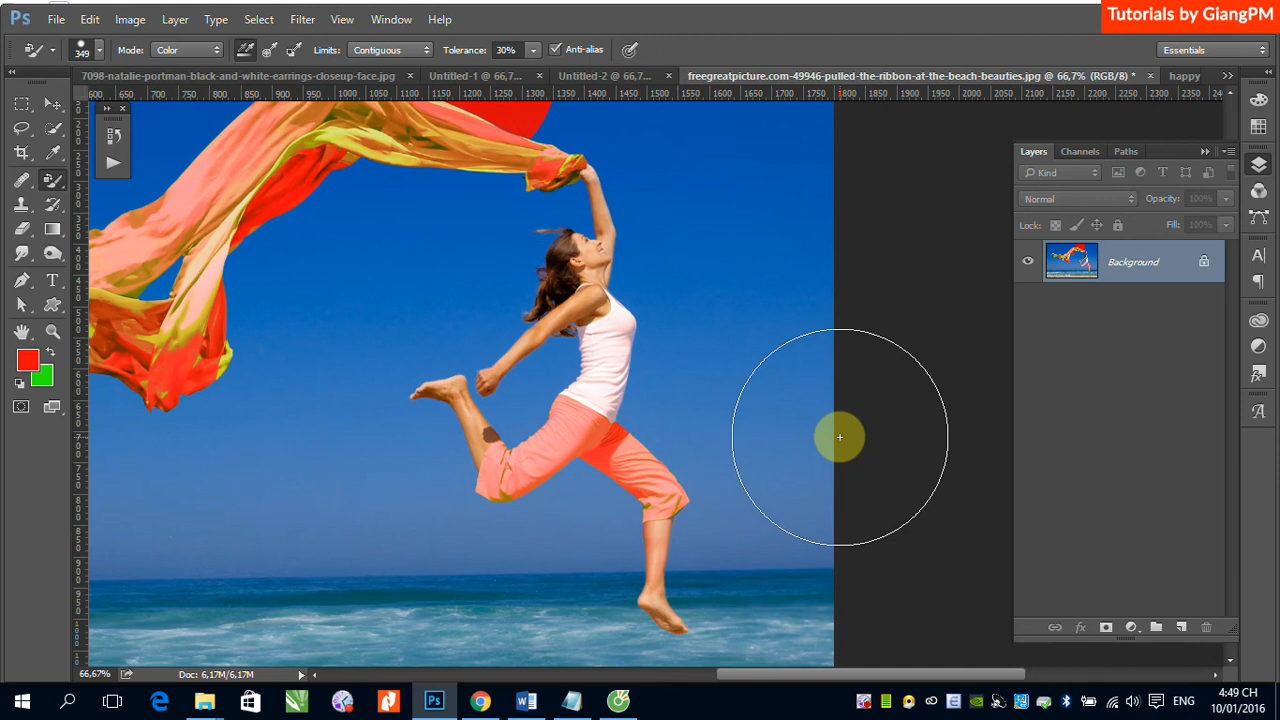 Tutorials by GiangPM
Ps File Edit Layer Type Select Filter View Window Help
349 Mode: Color Limits: Contiguous Tolerance: 30% Anti-alias Essentials
7098-natalie-portman-black-and-white-earrings-closeup-face.jpg × Untitled-1 @ 66,7... × Untitled-2 @ 66,7... × freegreatpicture.com-49946-pulled-the-ribbon-at-the-beach-beauties.jpg @ 66,7% (RGB/8) * × happy
600 650 700 750 800 850 900 950 1000 1050 1100 1150 1200 1250 1300 1350 1400 1450 1500 1550 1600 1650 1700 1750 1800 1850 1900 1950 2000 2050 2100 2150 2200 2250 2300 2350
Layers Channels Paths
Kind
Normal Opacity: 100%
Lock: Fill: 100%
Background
66,67% Doc: 6,17M/6,17M
ENG
4:49 CH
10/01/2016